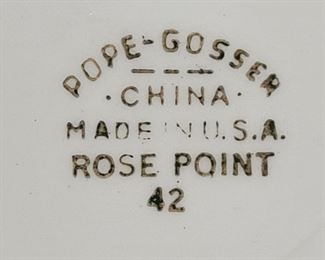 POPE-GOSSER
· CHINA ·
MADE IN U.S.A.
ROSE POINT
42